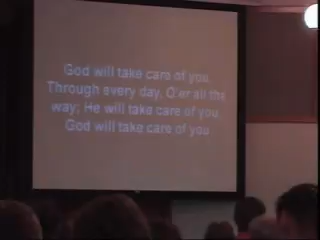 God will take care of you
Through every day, O'er all the
way; He will take care of you
God will take care of you